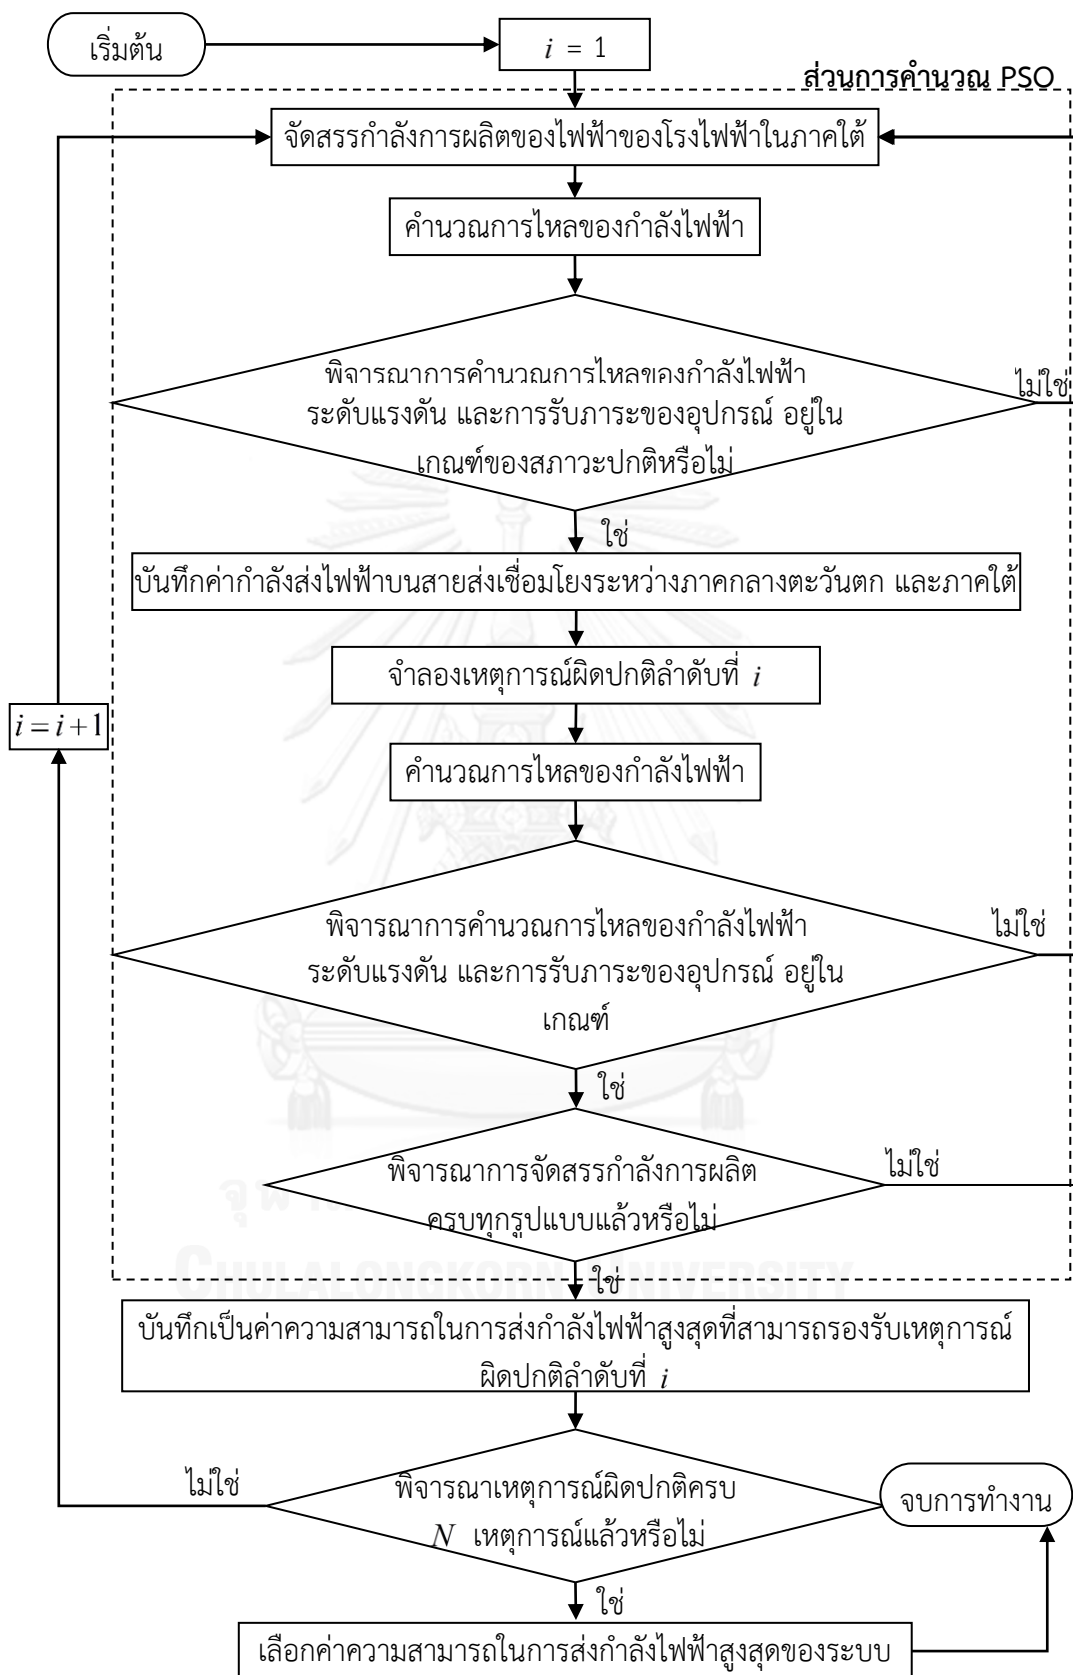 เริ่มต้น
i = 1
ส่วนการคำนวณ PSO
จัดสรรกำลังการผลิตของไฟฟ้าของโรงไฟฟ้าในภาคใต้
คำนวณการไหลของกำลังไฟฟ้า
พิจารณาการคำนวณการไหลของกำลังไฟฟ้า
ระดับแรงดัน และการรับภาระของอุปกรณ์ อยู่ใน
เกณฑ์ของสภาวะปกติหรือไม่
ไม่ใช่
ใช่
บันทึกค่ากำลังส่งไฟฟ้าบนสายส่งเชื่อมโยงระหว่างภาคกลางตะวันตก และภาคใต้
จำลองเหตุการณ์ผิดปกติลำดับที่ i
i = i + 1
คำนวณการไหลของกำลังไฟฟ้า
พิจารณาการคำนวณการไหลของกำลังไฟฟ้า
ระดับแรงดัน และการรับภาระของอุปกรณ์ อยู่ใน
เกณฑ์
ไม่ใช่
ใช่
พิจารณาการจัดสรรกำลังการผลิต
ครบทุกรูปแบบแล้วหรือไม่
ไม่ใช่
ใช่
CHULALONGKORN UNIVERSITY
บันทึกเป็นค่าความสามารถในการส่งกำลังไฟฟ้าสูงสุดที่สามารถรองรับเหตุการณ์
ผิดปกติลำดับที่ i
พิจารณาเหตุการณ์ผิดปกติครบ
N เหตุการณ์แล้วหรือไม่
ไม่ใช่
จบการทำงาน
ใช่
เลือกค่าความสามารถในการส่งกำลังไฟฟ้าสูงสุดของระบบ